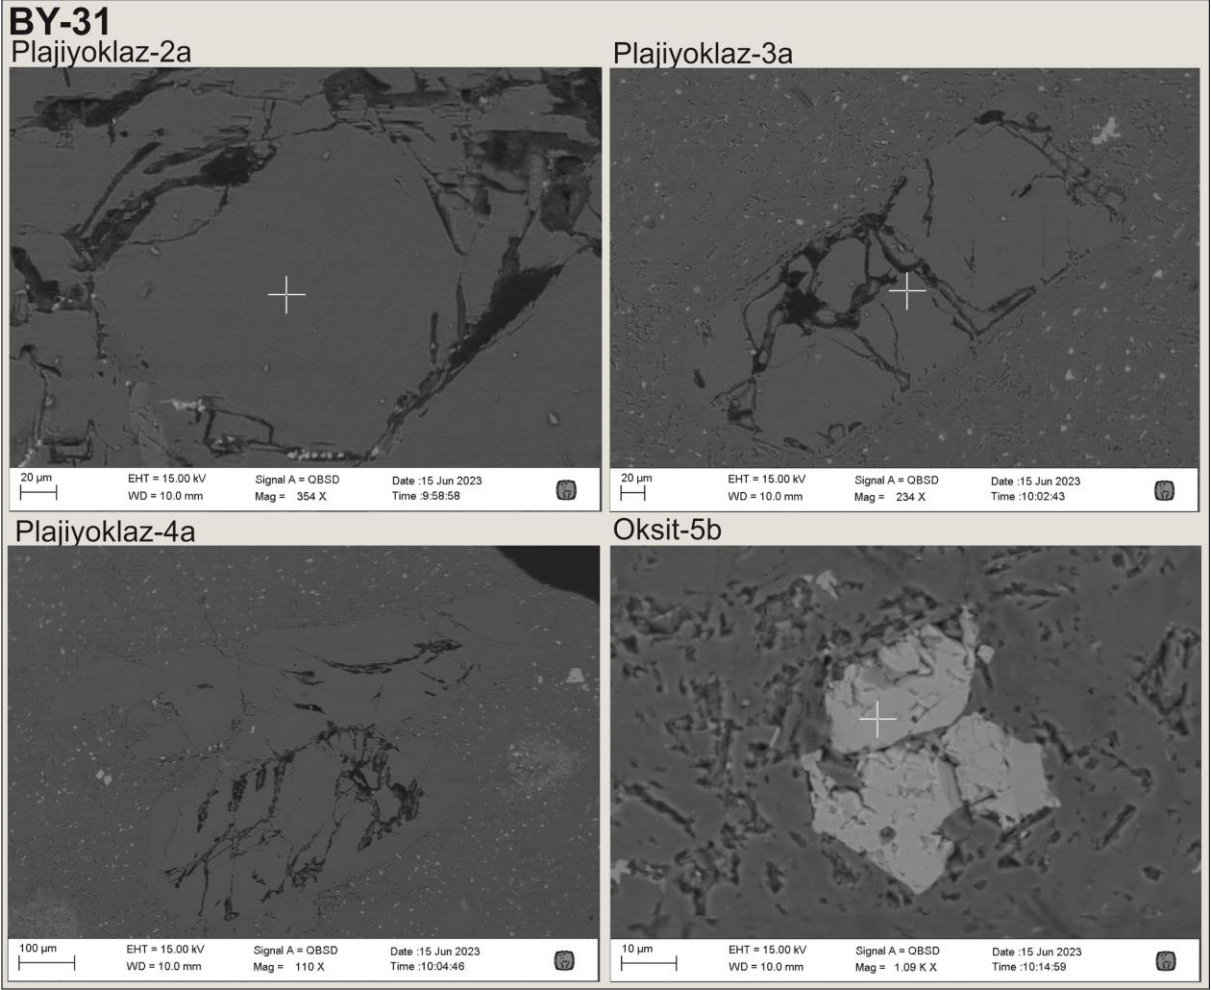 BY-31
Plajiyoklaz-2a
20 µm EHT = 15.00 kV Signal A = QBSD Date :15 Jun 2023
WD = 10.0 mm Mag = 354 X Time :9:58:58
Plajiyoklaz-3a
20 µm EHT = 15.00 kV Signal A = QBSD Date :15 Jun 2023
WD = 10.0 mm Mag = 234 X Time :10:02:43
Plajiyoklaz-4a
100 µm EHT = 15.00 kV Signal A = QBSD Date :15 Jun 2023
WD = 10.0 mm Mag = 110 X Time :10:04:46
Oksit-5b
10 µm EHT = 15.00 kV Signal A = QBSD Date :15 Jun 2023
WD = 10.0 mm Mag = 1.09 K X Time :10:14:59